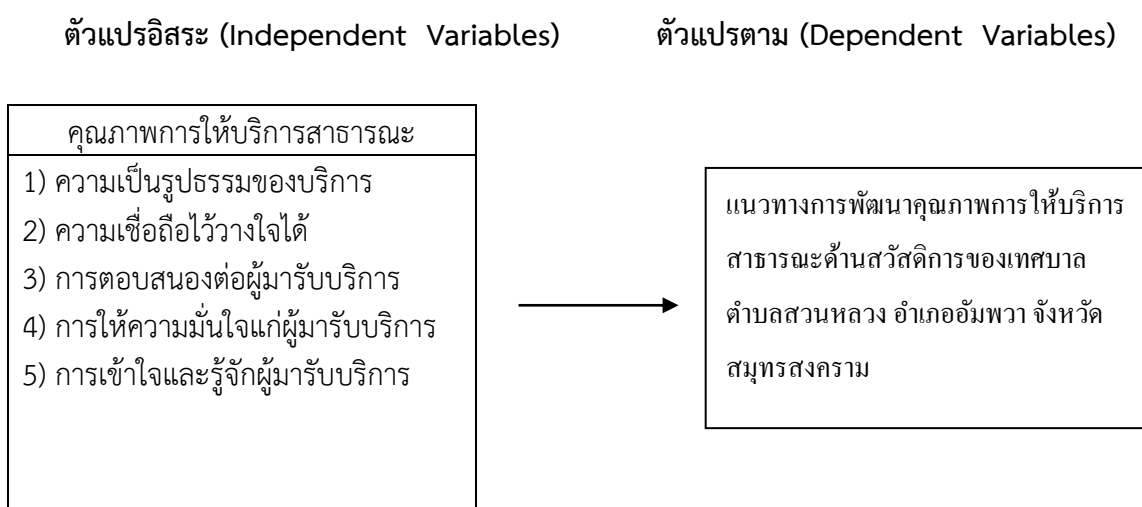 ตัวแปรอิสระ (Independent Variables)
ตัวแปรตาม (Dependent Variables)
คุณภาพการให้บริการสาธารณะ
1) ความเป็นรูปธรรมของบริการ
2) ความเชื่อถือไว้วางใจได้
3) การตอบสนองต่อผู้มารับบริการ
4) การให้ความมั่นใจแก่ผู้มารับบริการ
5) การเข้าใจและรู้จักผู้มารับบริการ
แนวทางการพัฒนาคุณภาพการให้บริการ
สาธารณะด้านสวัสดิการของเทศบาล
ตำบลสวนหลวง อำเภออัมพวา จังหวัด
สมุทรสงคราม